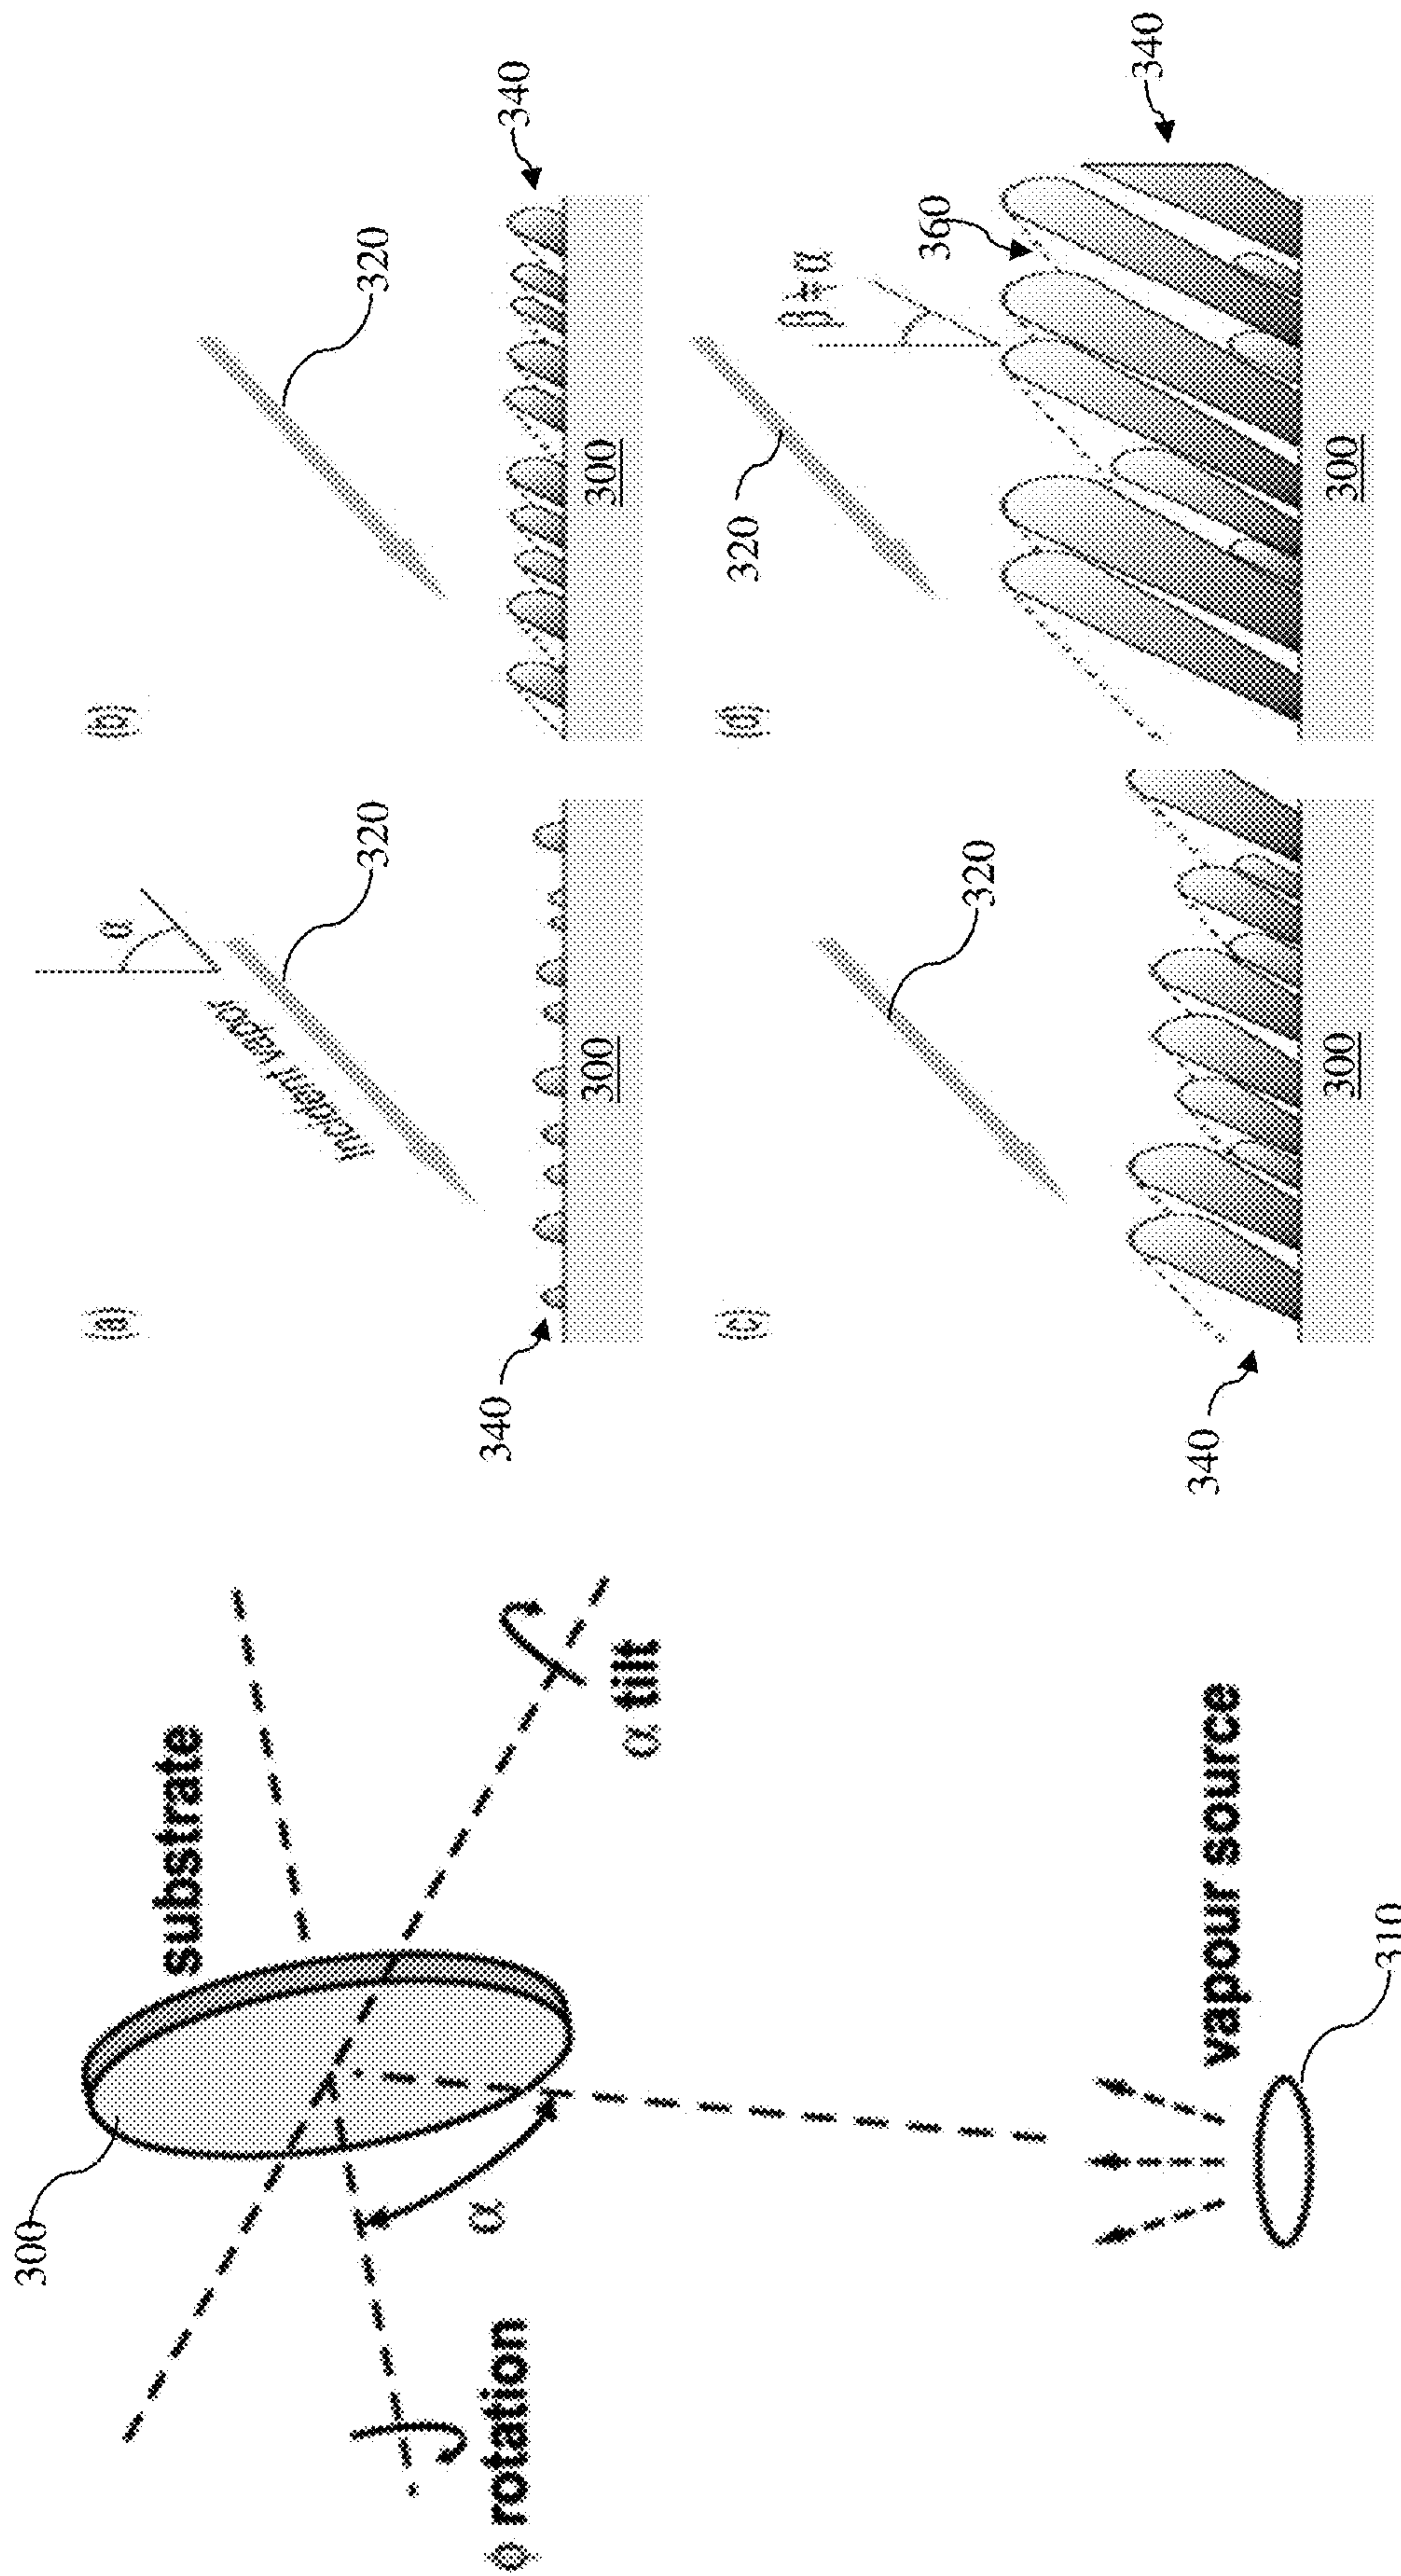 300
substrate
α
ϕ rotation
α tilt
vapour source
310
(a)
α
Incident vapor
320
340
300
(b)
320
340
300
(c)
320
340
300
(d)
320
β ≠ α
360
340
300